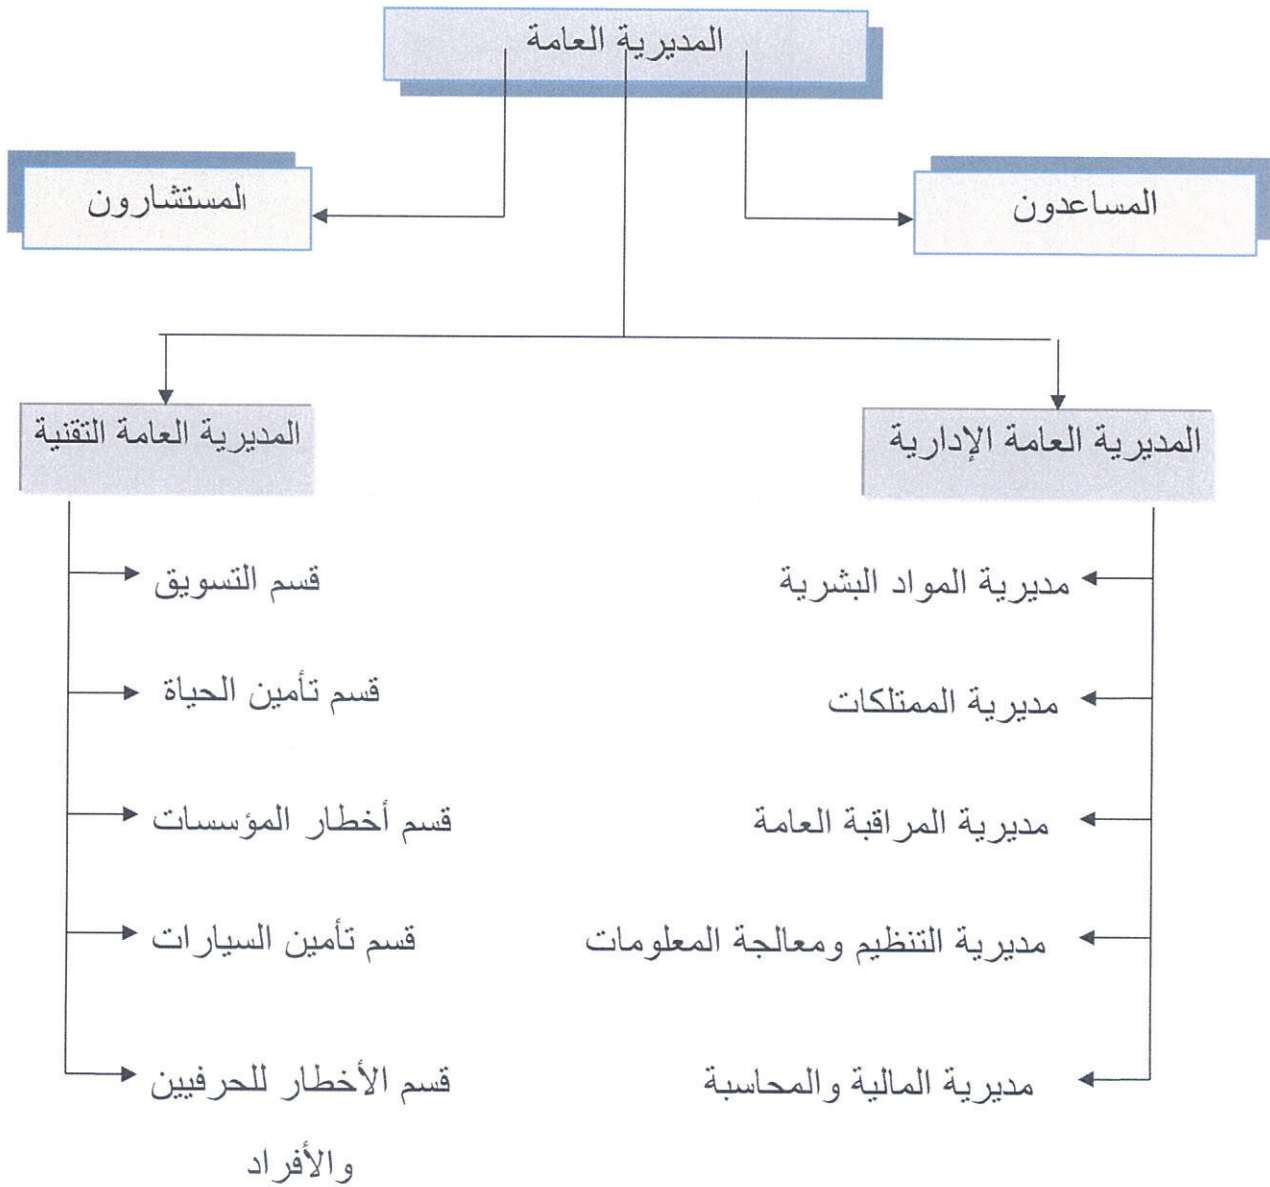 المديرية العامة
المساعدون
المستشارون
المديرية العامة الإدارية
مديرية المواد البشرية
مديرية الممتلكات
مديرية المراقبة العامة
مديرية التنظيم ومعالجة المعلومات
مديرية المالية والمحاسبة
المديرية العامة التقنية
قسم التسويق
قسم تأمين الحياة
قسم أخطار المؤسسات
قسم تأمين السيارات
قسم الأخطار للحرفيين
والأفراد